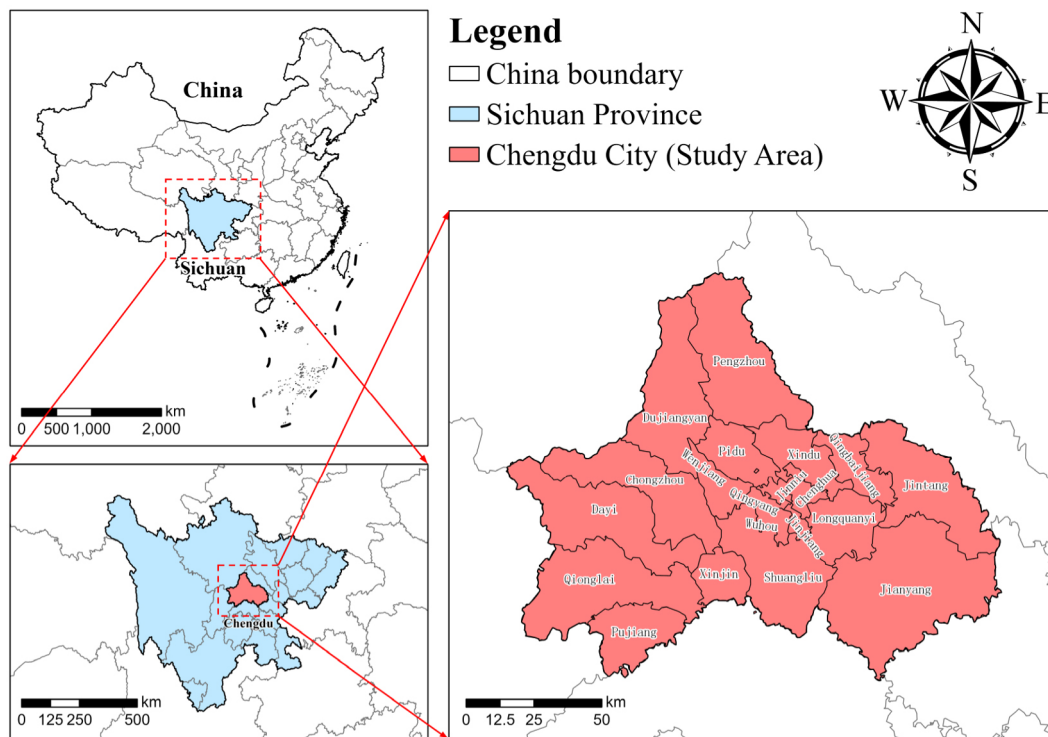 Legend
China boundary
Sichuan Province
Chengdu City (Study Area)
N
W
E
S
China
Sichuan
km
0 500 1,000 2,000
Chengdu
km
0 125 250 500
Pengzhou
Dujiangyan
Pidu
Xindu
Qingbaijiang
Wenjiang
Chongzhou
Jinniu
Chenghua
Jintang
Dayi
Qingyang
Wuhou
Jinjiang
Longquanyi
Qionglai
Xinjin
Shuangliu
Jianyang
Pujiang
km
0 12.5 25 50